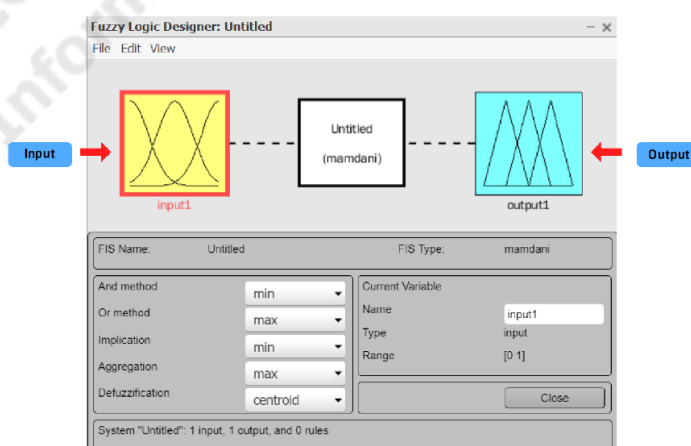 Fuzzy Logic Designer: Untitled
File Edit View
Input
Untitled
(mamdani)
Output
input1
output1
FIS Name: Untitled FIS Type: mamdani
And method min
Or method max
Implication min
Aggregation max
Defuzzification centroid
Current Variable
Name input1
Type input
Range [0 1]
Close
System "Untitled": 1 input, 1 output, and 0 rules